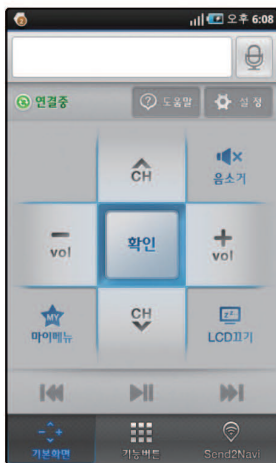 오후 6:08
연결중
? 도움말
설정
CH
음소거
vol
확인
vol
MY
마이메뉴
CH
zz
LCD끄기
기본화면
기능버튼
Send2Navi